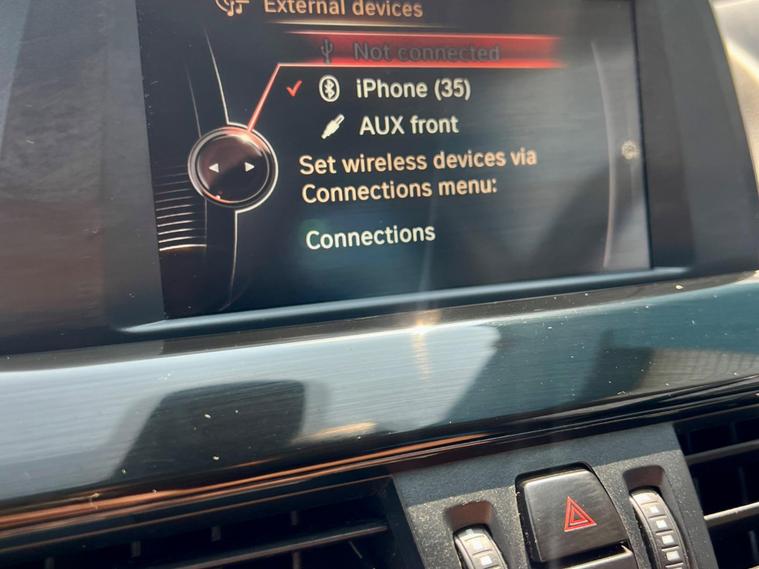 External devices
Not connected
iPhone (35)
AUX front
Set wireless devices via
Connections menu:
Connections